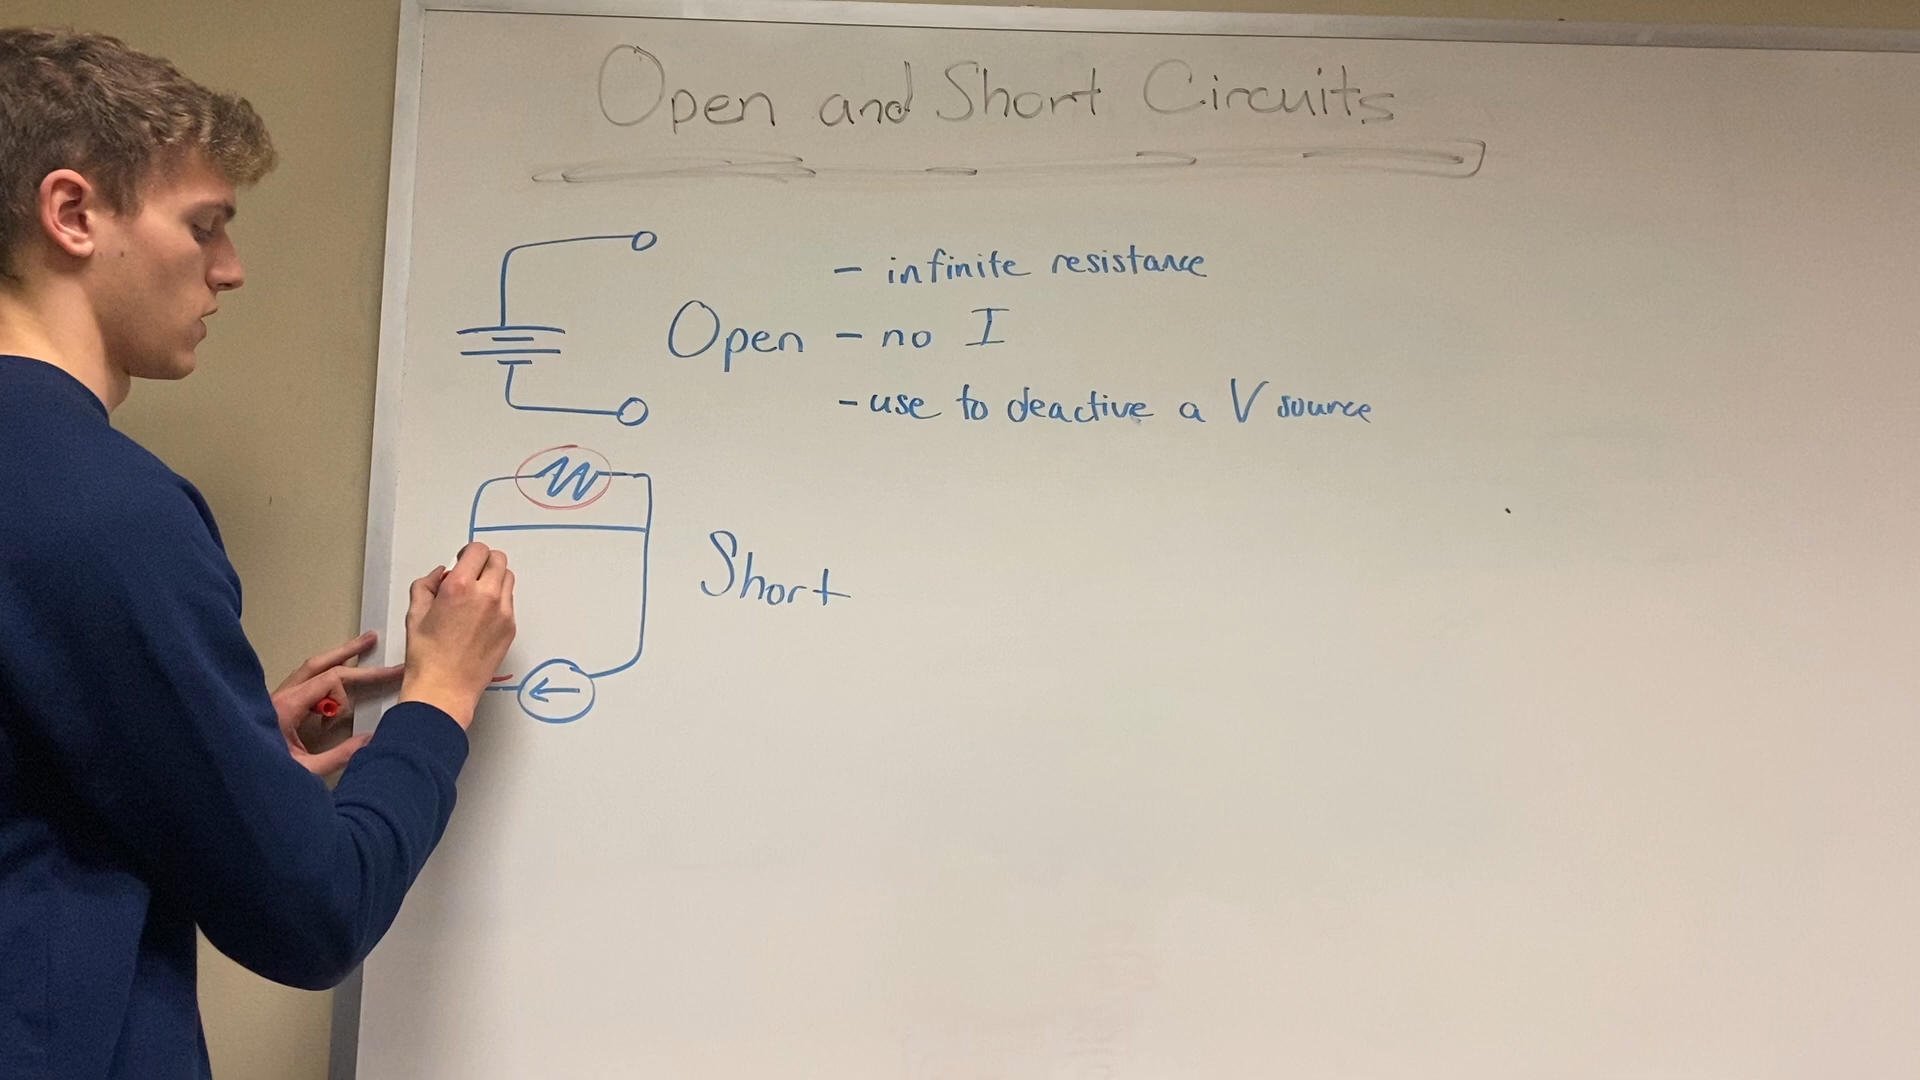 Open and Short Circuits
- infinite resistance
Open - no I
- use to deactive a V source
Short